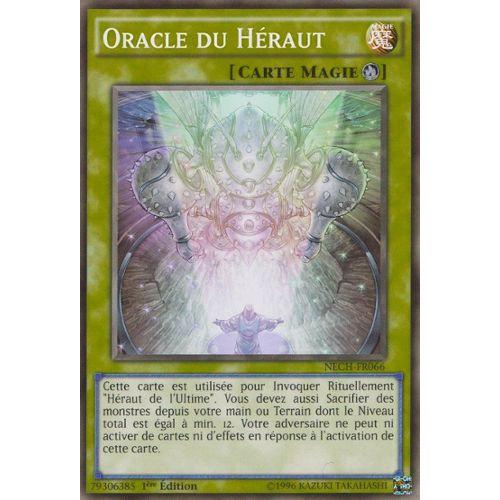 Oracle du Héraut
MAGIE
魔
[Carte Magie]
NECH-FR066
Cette carte est utilisée pour Invoquer Rituellement
"Héraut de l'Ultime". Vous devez aussi Sacrifier des
monstres depuis votre main ou Terrain dont le Niveau
total est égal à min. 12. Votre adversaire ne peut ni
activer de cartes ni d'effets en réponse à l'activation de
cette carte.
79306385 1ère Édition ©1996 KAZUKI TAKAHASHI